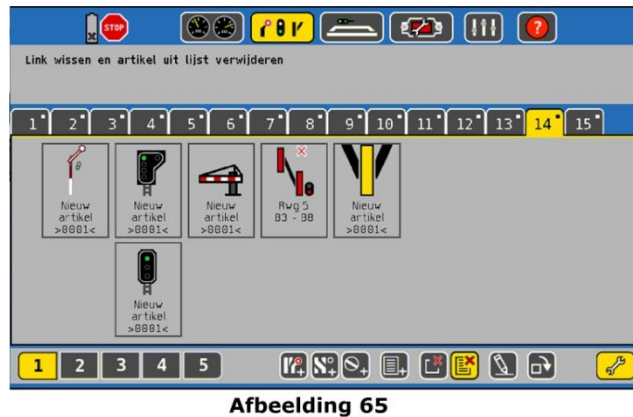 STOP
?
Link wissen en artikel uit lijst verwijderen
1 2 3 4 5 6 7 8 9 10 11 12 13 14 15
Nieuw
artikel
>0001<
Nieuw
artikel
>0001<
Nieuw
artikel
>0001<
Rwg 5
B3 - B8
Nieuw
artikel
>0001<
Nieuw
artikel
>0001<
1 2 3 4 5
Afbeelding 65